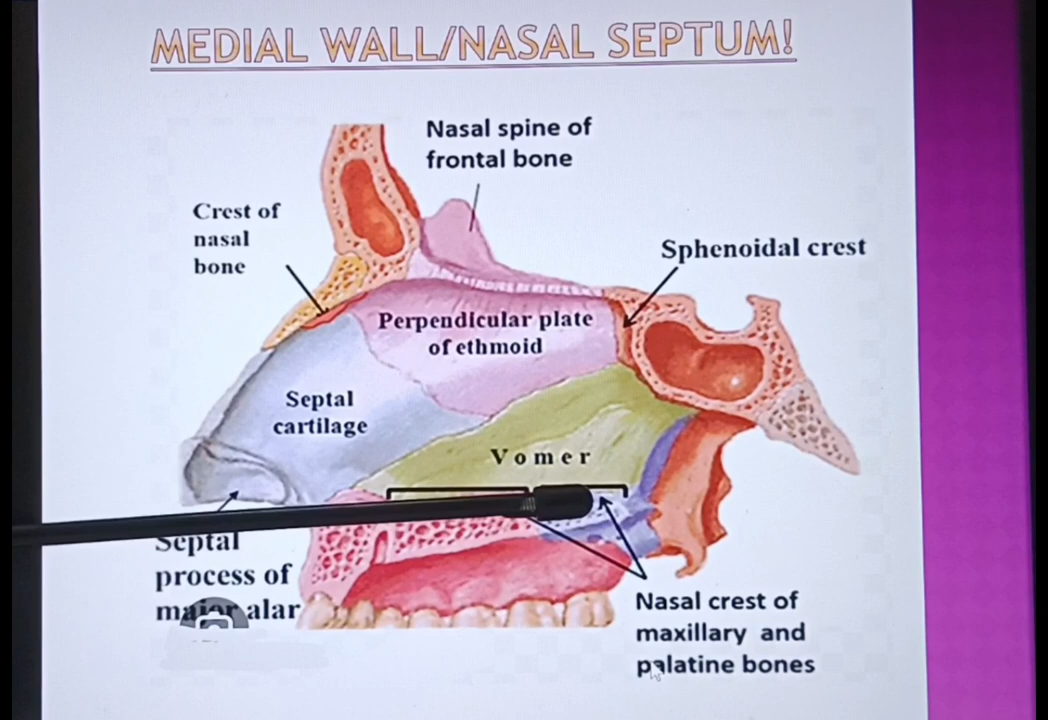 MEDIAL WALL/NASAL SEPTUM!
Nasal spine of
frontal bone
Crest of
nasal
bone
Sphenoidal crest
Perpendicular plate
of ethmoid
Septal
cartilage
Vomer
Septal
process of
major alar
Nasal crest of
maxillary and
palatine bones